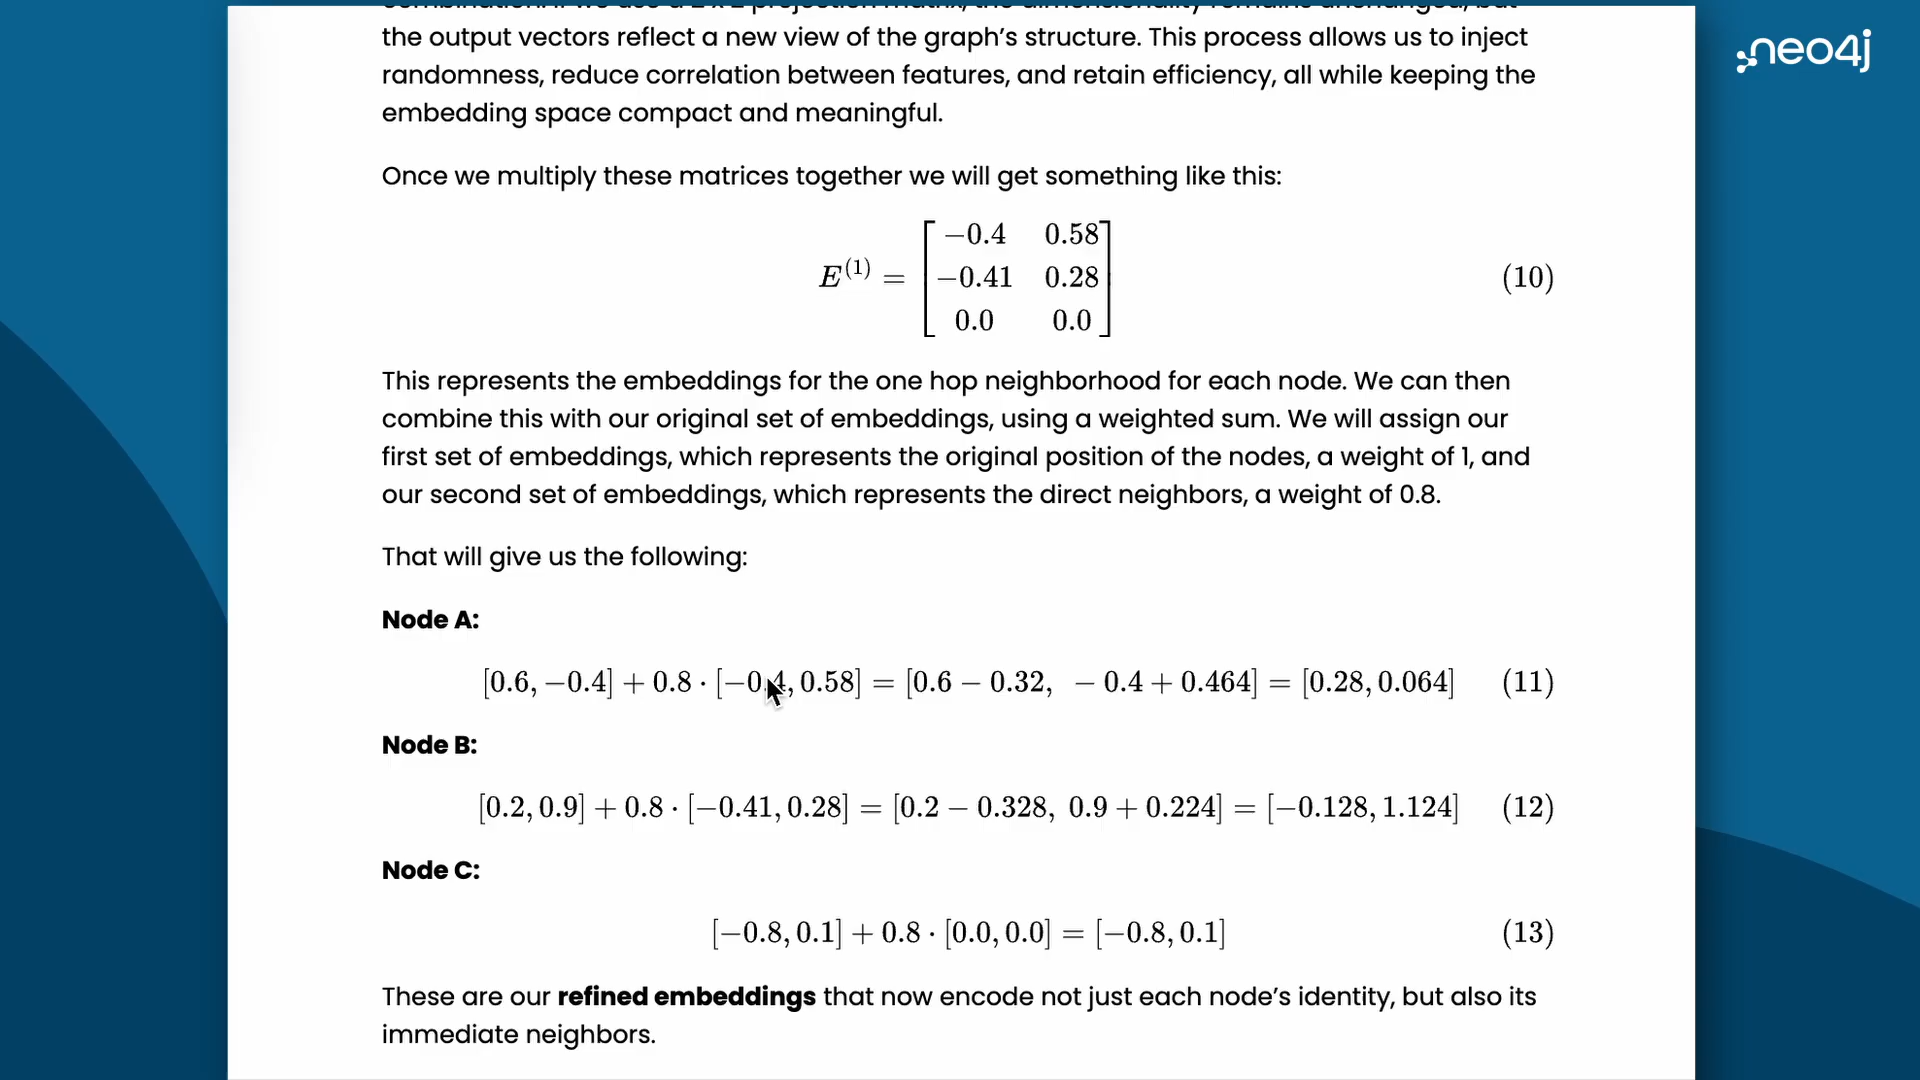 the output vectors reflect a new view of the graph's structure. This process allows us to inject
randomness, reduce correlation between features, and retain efficiency, all while keeping the
embedding space compact and meaningful.
neo4j
Once we multiply these matrices together we will get something like this:
E^{(1)} = \begin{bmatrix} -0.4 & 0.58 \\ -0.41 & 0.28 \\ 0.0 & 0.0 \end{bmatrix} (10)
This represents the embeddings for the one hop neighborhood for each node. We can then
combine this with our original set of embeddings, using a weighted sum. We will assign our
first set of embeddings, which represents the original position of the nodes, a weight of 1, and
our second set of embeddings, which represents the direct neighbors, a weight of 0.8.
That will give us the following:
Node A:
[0.6, −0.4] + 0.8 · [−0.4, 0.58] = [0.6 − 0.32, − 0.4 + 0.464] = [0.28, 0.064] (11)
Node B:
[0.2, 0.9] + 0.8 · [−0.41, 0.28] = [0.2 − 0.328, 0.9 + 0.224] = [−0.128, 1.124] (12)
Node C:
[−0.8, 0.1] + 0.8 · [0.0, 0.0] = [−0.8, 0.1] (13)
These are our refined embeddings that now encode not just each node's identity, but also its
immediate neighbors.